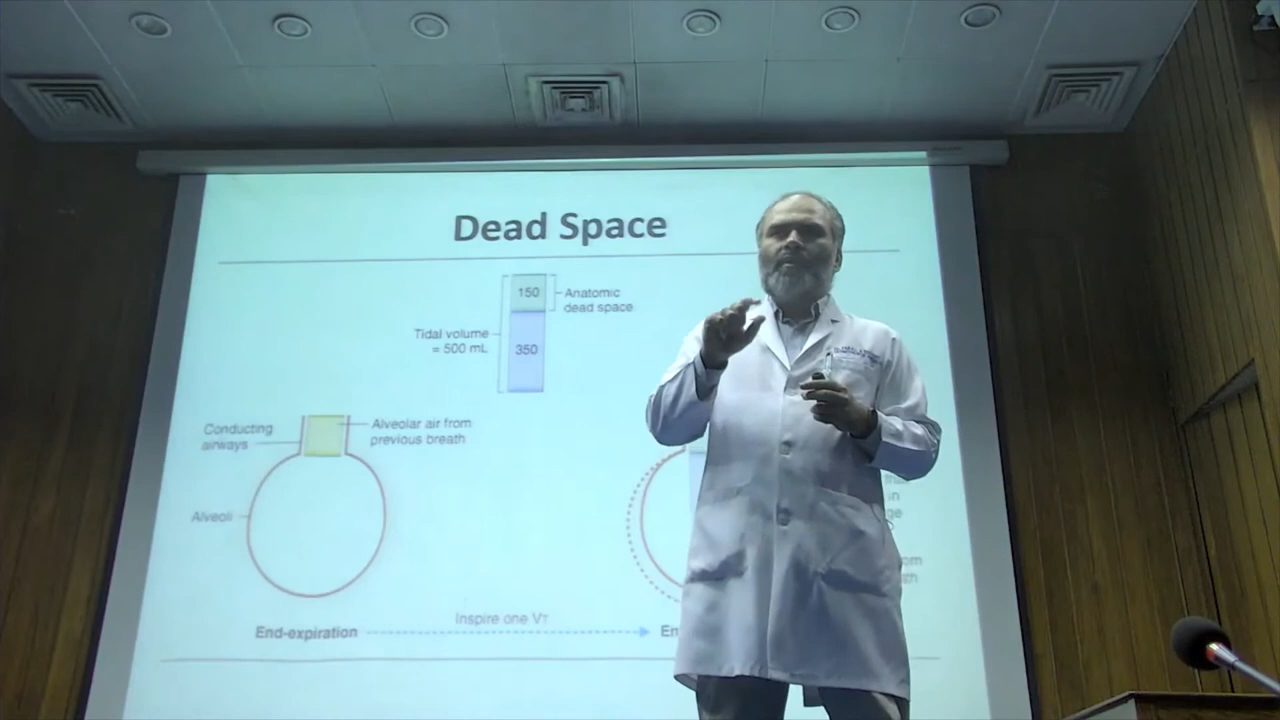 Dead Space
150
Anatomic
dead space
Tidal volume
= 500 mL
350
Conducting
airways
Alveolar air from
previous breath
Alveoli
in
Inspire one VT
End-expiration